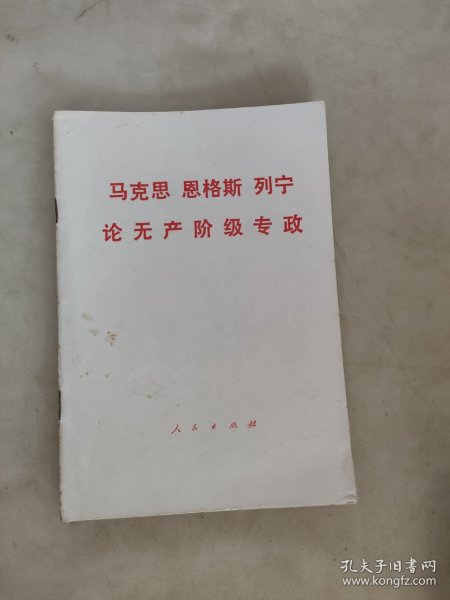 马克思 恩格斯 列宁
论无产阶级专政
人民出版社
孔夫子旧书网
www.kongfz.com